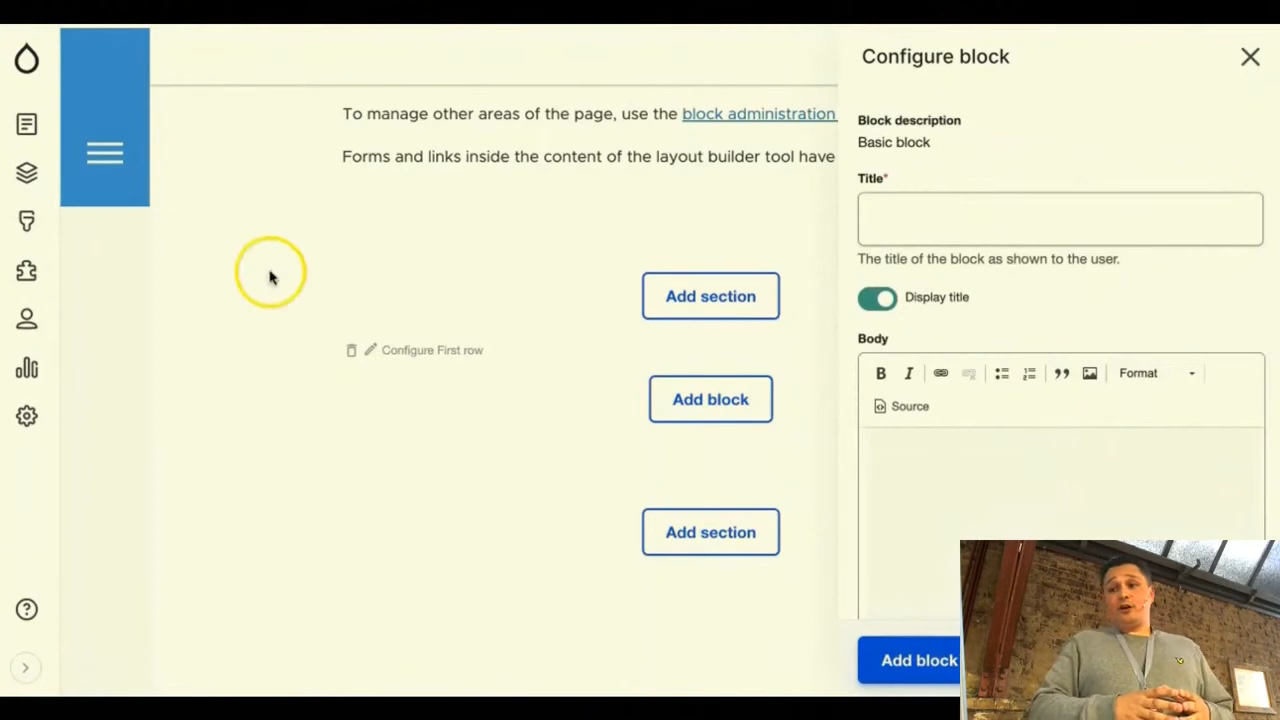 Configure block
To manage other areas of the page, use the block administration
Forms and links inside the content of the layout builder tool have
Add section
Configure First row
Add block
Add section
Block description
Basic block
Title*
The title of the block as shown to the user.
Display title
Body
B I Format
Source
Add block